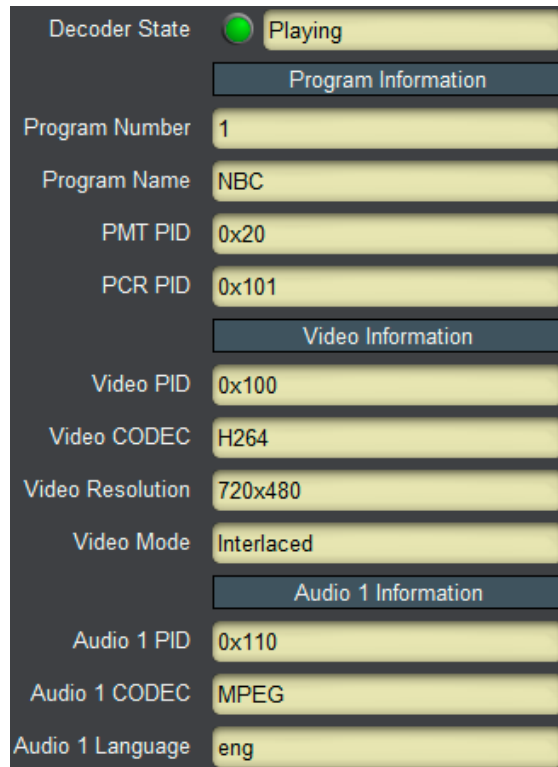 Decoder State Playing
Program Information
Program Number 1
Program Name NBC
PMT PID 0x20
PCR PID 0x101
Video Information
Video PID 0x100
Video CODEC H264
Video Resolution 720x480
Video Mode Interlaced
Audio 1 Information
Audio 1 PID 0x110
Audio 1 CODEC MPEG
Audio 1 Language eng